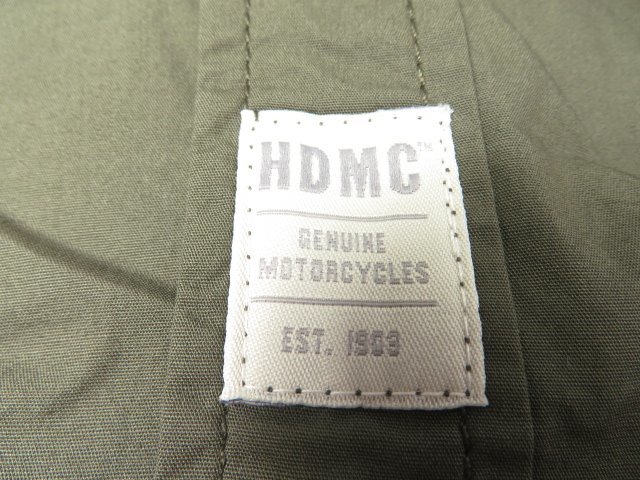 HDMC™
GENUINE
MOTORCYCLES
EST. 1903